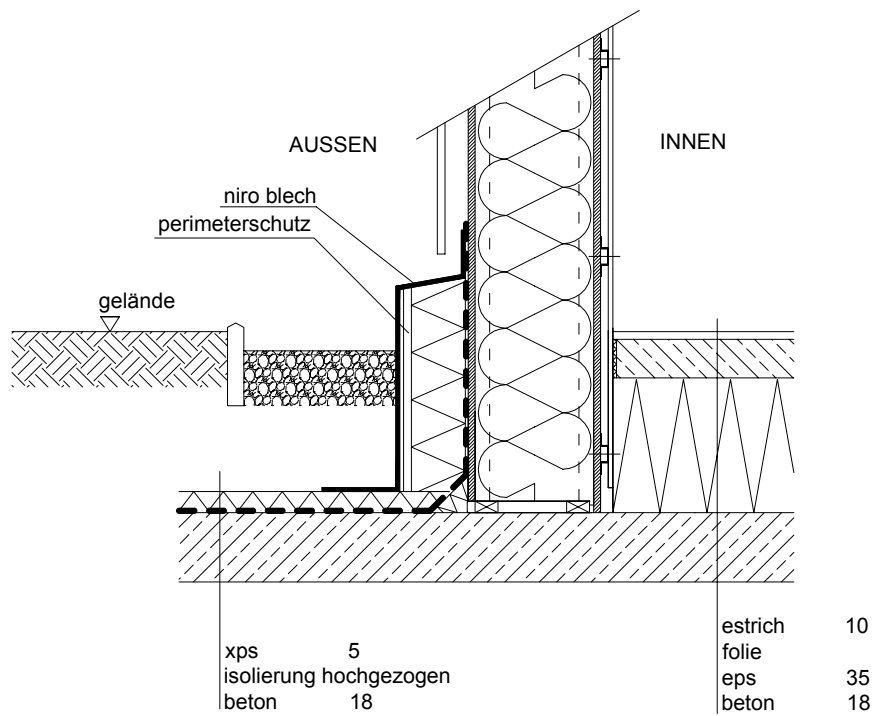 AUSSEN
INNEN
niro blech
perimeterschutz
gelände
xps 5
isolierung hochgezogen
beton 18
estrich 10
folie
eps 35
beton 18